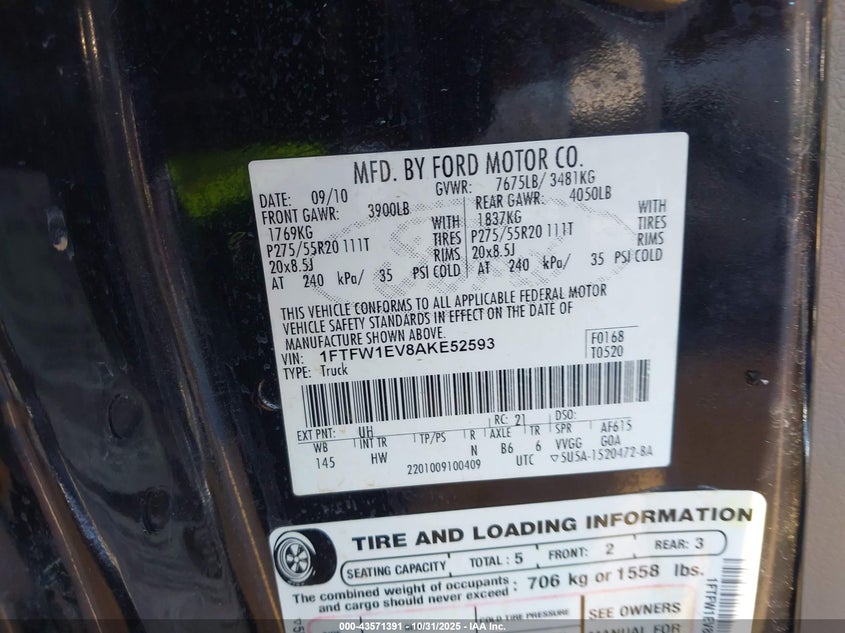 MFD. BY FORD MOTOR CO.
DATE: 09/10 GVWR: 7675LB/ 3481KG
FRONT GAWR: 3900LB REAR GAWR: 4050LB
1769KG WITH 1837KG WITH
P275/55R20 111T TIRES P275/55R20 111T TIRES
20x8.5J RIMS 20x8.5J RIMS
AT 240 kPa/ 35 PSI COLD AT 240 kPa/ 35 PSI COLD
THIS VEHICLE CONFORMS TO ALL APPLICABLE FEDERAL MOTOR
VEHICLE SAFETY STANDARDS IN EFFECT ON THE DATE OF
MANUFACTURE SHOWN ABOVE.
VIN: 1FTFW1EV8AKE52593 F0168
TYPE: Truck T0520
EXT PNT: UH RC: 21 DSO:
WB INT TR TP/PS R AXLE TR SPR AF615
145 HW N B6 6 VVGG G0A
2201009100409 UTC ▽5U5A-1520472-BA
TIRE AND LOADING INFORMATION
SEATING CAPACITY TOTAL: 5 FRONT: 2 REAR: 3
The combined weight of occupants
and cargo should never exceed: 706 kg or 1558 lbs.
COLD TIRE PRESSURE SEE OWNERS
MANUAL FOR
000-43571391 - 10/31/2025 - IAAI - Copart